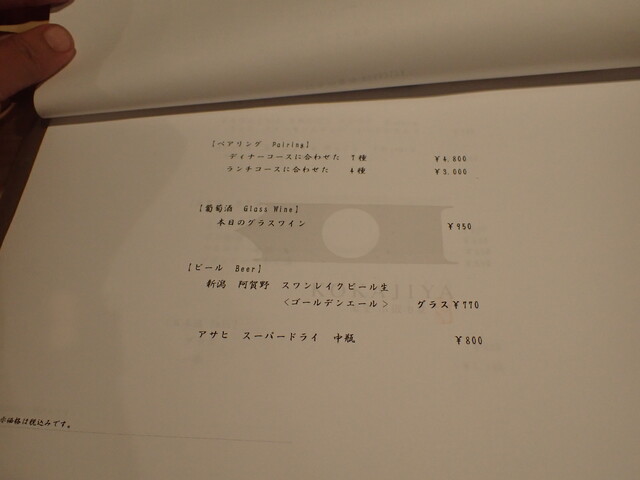 【ペアリング Pairing】
ディナーコースに合わせた 7種 ￥4,800
ランチコースに合わせた 4種 ￥3,000
【葡萄酒 Glass Wine】
本日のグラスワイン ￥950
【ビール Beer】
新潟 阿賀野 スワンレイクビール生
＜ゴールデンエール＞ グラス￥770
アサヒ スーパードライ 中瓶 ￥800
※価格は税込みです。